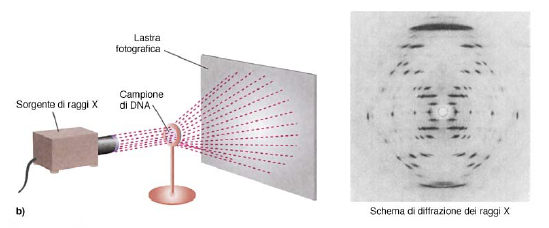 Lastra
fotografica
Campione
di DNA
Sorgente di raggi X
b)
Schema di diffrazione dei raggi X